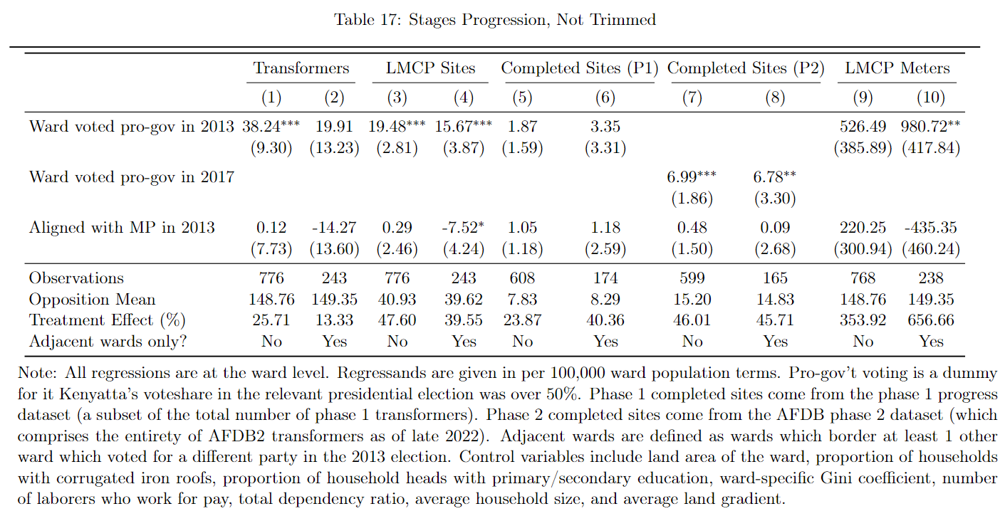 Table 17: Stages Progression, Not Trimmed
Transformers LMCP Sites Completed Sites (P1) Completed Sites (P2) LMCP Meters
(1) (2) (3) (4) (5) (6) (7) (8) (9) (10)
Ward voted pro-gov in 2013 38.24*** 19.91 19.48*** 15.67*** 1.87 3.35 526.49 980.72**
(9.30) (13.23) (2.81) (3.87) (1.59) (3.31) (385.89) (417.84)
Ward voted pro-gov in 2017 6.99*** 6.78**
(1.86) (3.30)
Aligned with MP in 2013 0.12 -14.27 0.29 -7.52* 1.05 1.18 0.48 0.09 220.25 -435.35
(7.73) (13.60) (2.46) (4.24) (1.18) (2.59) (1.50) (2.68) (300.94) (460.24)
Observations 776 243 776 243 608 174 599 165 768 238
Opposition Mean 148.76 149.35 40.93 39.62 7.83 8.29 15.20 14.83 148.76 149.35
Treatment Effect (%) 25.71 13.33 47.60 39.55 23.87 40.36 46.01 45.71 353.92 656.66
Adjacent wards only? No Yes No Yes No Yes No Yes No Yes
Note: All regressions are at the ward level. Regressands are given in per 100,000 ward population terms. Pro-gov't voting is a dummy
for it Kenyatta's voteshare in the relevant presidential election was over 50%. Phase 1 completed sites come from the phase 1 progress
dataset (a subset of the total number of phase 1 transformers). Phase 2 completed sites come from the AFDB phase 2 dataset (which
comprises the entirety of AFDB2 transformers as of late 2022). Adjacent wards are defined as wards which border at least 1 other
ward which voted for a different party in the 2013 election. Control variables include land area of the ward, proportion of households
with corrugated iron roofs, proportion of household heads with primary/secondary education, ward-specific Gini coefficient, number
of laborers who work for pay, total dependency ratio, average household size, and average land gradient.